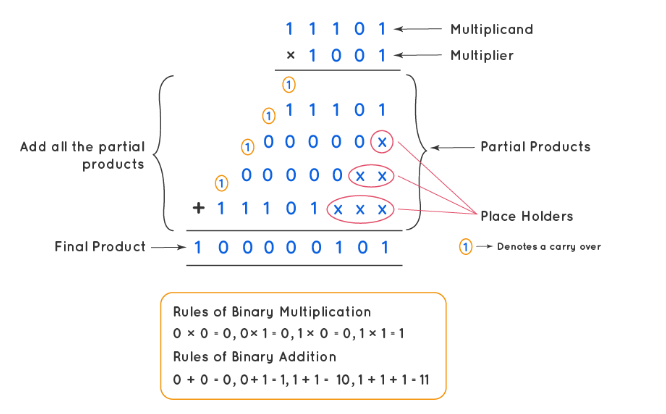 1 1 1 0 1 Multiplicand
× 1 0 0 1 Multiplier
1
1 1 1 1 0 1
1 0 0 0 0 0 x
Add all the partial products
Partial Products
1 0 0 0 0 0 x x
+ 1 1 1 0 1 x x x
Place Holders
Final Product 1 0 0 0 0 0 1 0 1
1 Denotes a carry over
Rules of Binary Multiplication
0 × 0 = 0, 0 × 1 = 0, 1 × 0 = 0, 1 × 1 = 1
Rules of Binary Addition
0 + 0 - 0, 0 + 1 - 1, 1 + 1 - 10, 1 + 1 + 1 - 11